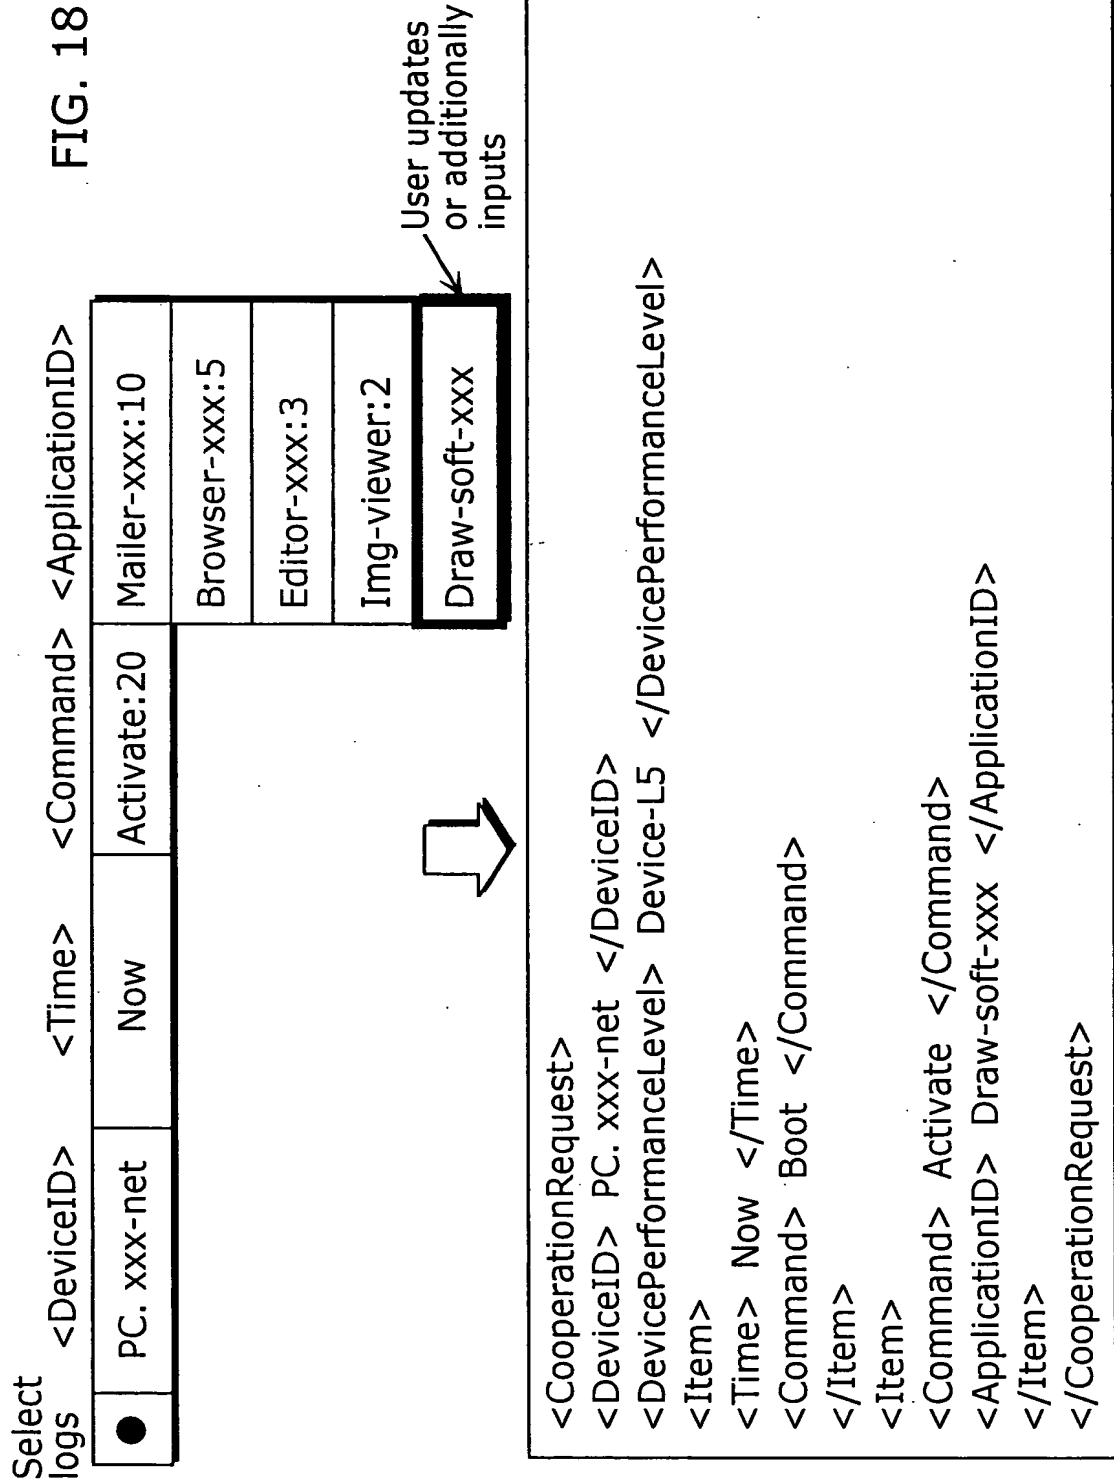 FIG. 18
Select
logs
<DeviceID> <Time> <Command> <ApplicationID>
PC. xxx-net Now Activate:20 Mailer-xxx:10
Browser-xxx:5
Editor-xxx:3
Img-viewer:2
Draw-soft-xxx
User updates
or additionally
inputs
<CooperationRequest>
<DeviceID> PC. xxx-net </DeviceID>
<DevicePerformanceLevel> Device-L5 </DevicePerformanceLevel>
<Item>
<Time> Now </Time>
<Command> Boot </Command>
</Item>
<Item>
<Command> Activate </Command>
<ApplicationID> Draw-soft-xxx </ApplicationID>
</Item>
</CooperationRequest>